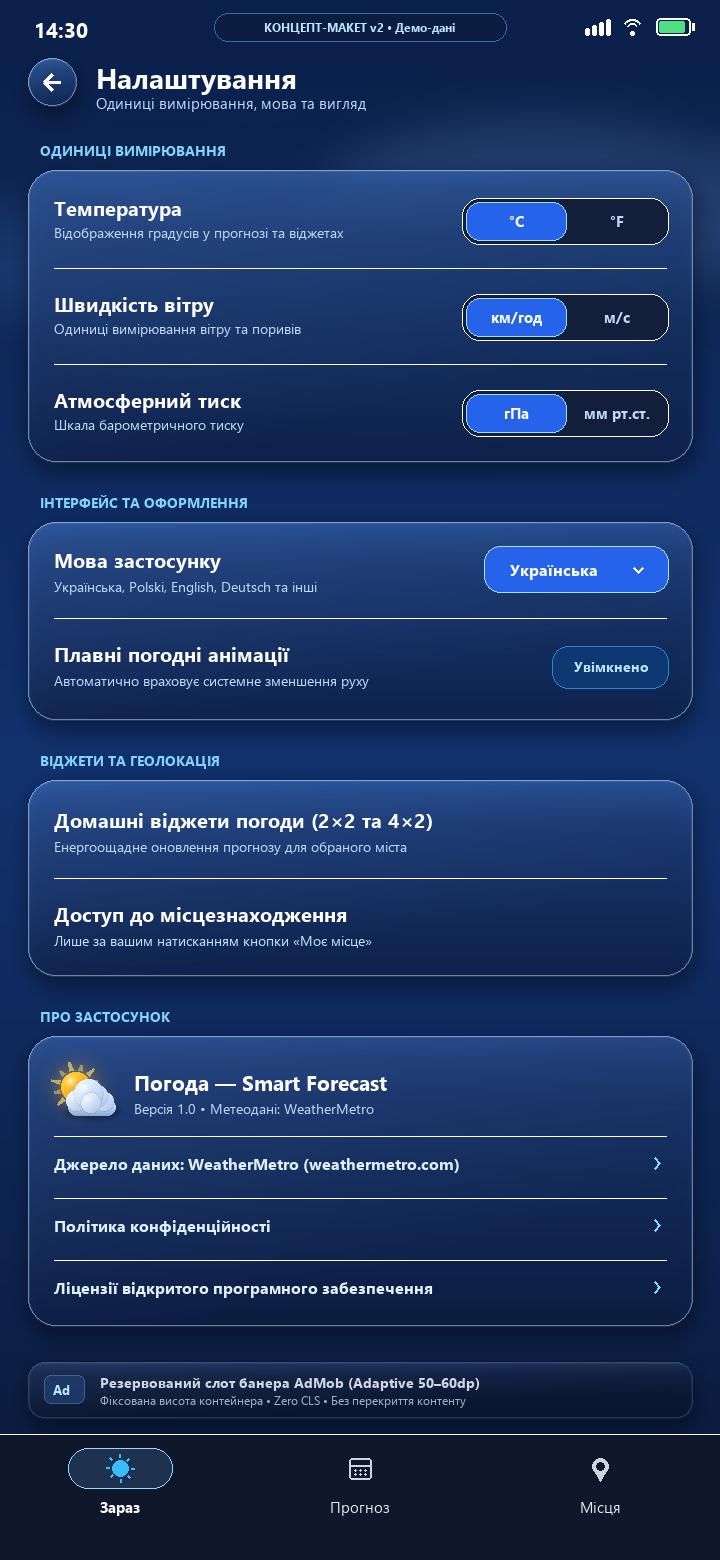 14:30
КОНЦЕПТ-МАКЕТ v2 • Демо-дані
Налаштування
Одиниці вимірювання, мова та вигляд
ОДИНИЦІ ВИМІРЮВАННЯ
Температура
Відображення градусів у прогнозі та віджетах
°C
°F
Швидкість вітру
Одиниці вимірювання вітру та поривів
км/год
м/с
Атмосферний тиск
Шкала барометричного тиску
гПа
мм рт.ст.
ІНТЕРФЕЙС ТА ОФОРМЛЕННЯ
Мова застосунку
Українська, Polski, English, Deutsch та інші
Українська
Плавні погодні анімації
Автоматично враховує системне зменшення руху
Увімкнено
ВІДЖЕТИ ТА ГЕОЛОКАЦІЯ
Домашні віджети погоди (2×2 та 4×2)
Енергоощадне оновлення прогнозу для обраного міста
Доступ до місцезнаходження
Лише за вашим натисканням кнопки «Моє місце»
ПРО ЗАСТОСУНОК
Погода — Smart Forecast
Версія 1.0 • Метеодані: WeatherMetro
Джерело даних: WeatherMetro (weathermetro.com)
Політика конфіденційності
Ліцензії відкритого програмного забезпечення
Ad
Резервований слот банера AdMob (Adaptive 50–60dp)
Фіксована висота контейнера • Zero CLS • Без перекриття контенту
Зараз
Прогноз
Місця